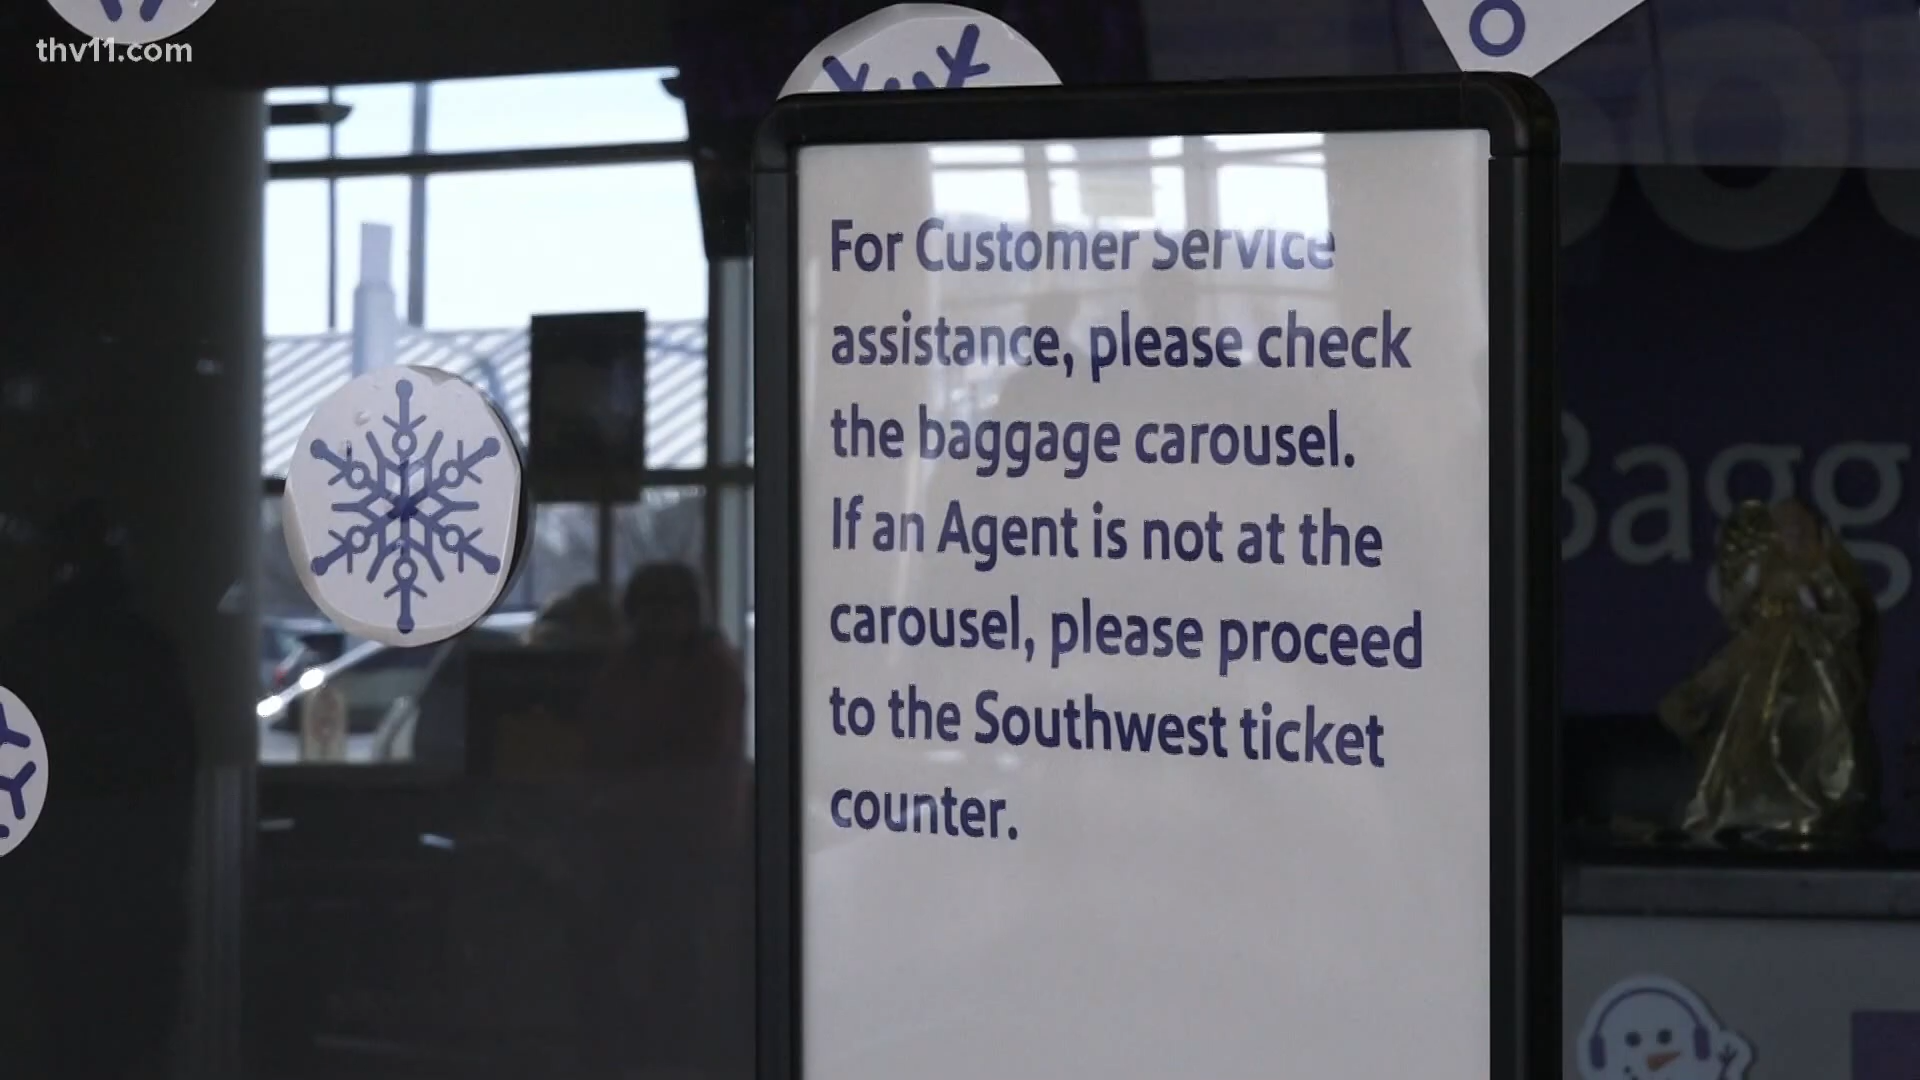 thv11.com
For Customer Service
assistance, please check
the baggage carousel.
If an Agent is not at the
carousel, please proceed
to the Southwest ticket
counter.